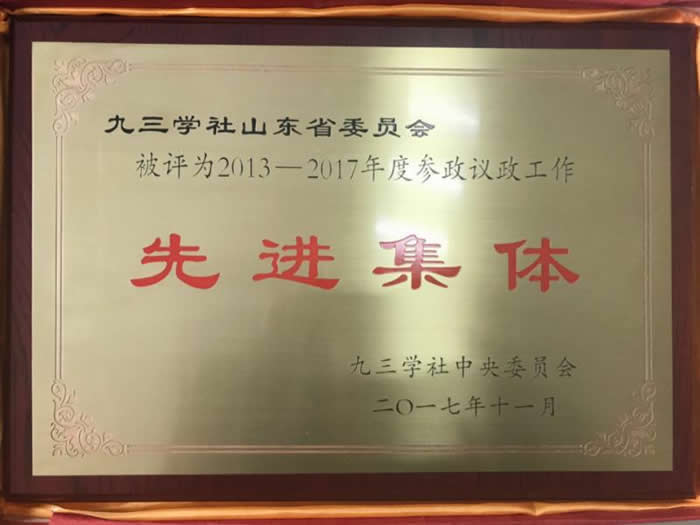 九三学社山东省委员会
被评为2013—2017年度参政议政工作
先进集体
九三学社中央委员会
二〇一七年十一月